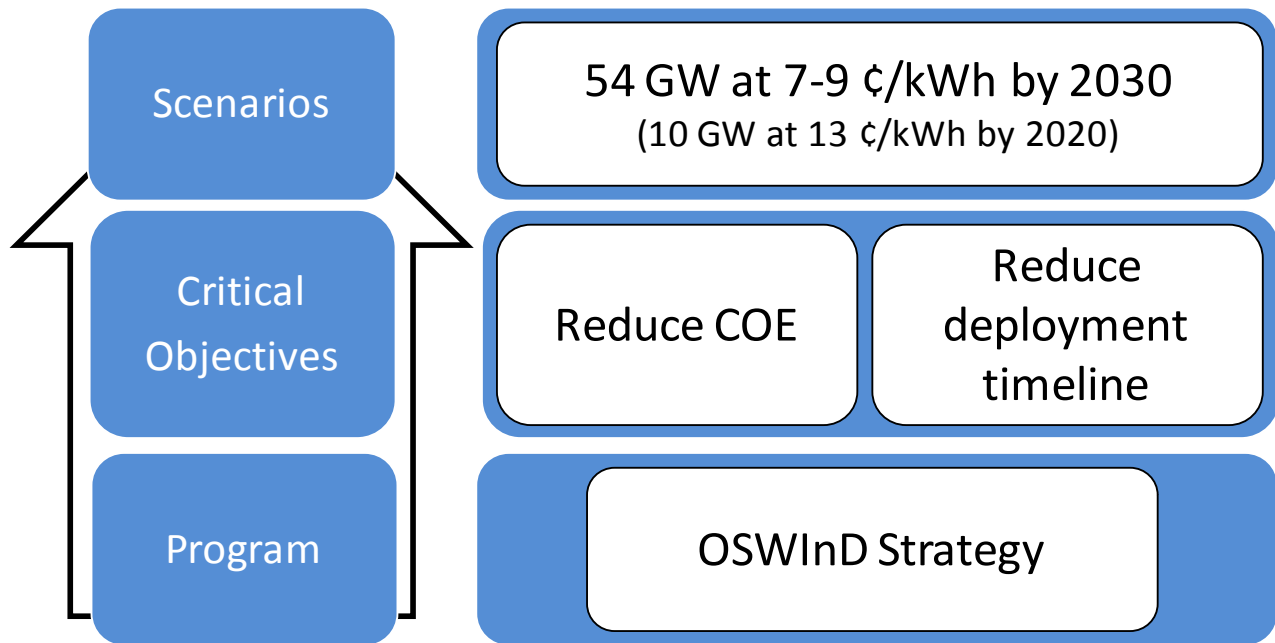 Scenarios
54 GW at 7-9 ¢/kWh by 2030
(10 GW at 13 ¢/kWh by 2020)
Critical
Objectives
Reduce COE
Reduce
deployment
timeline
Program
OSWInD Strategy